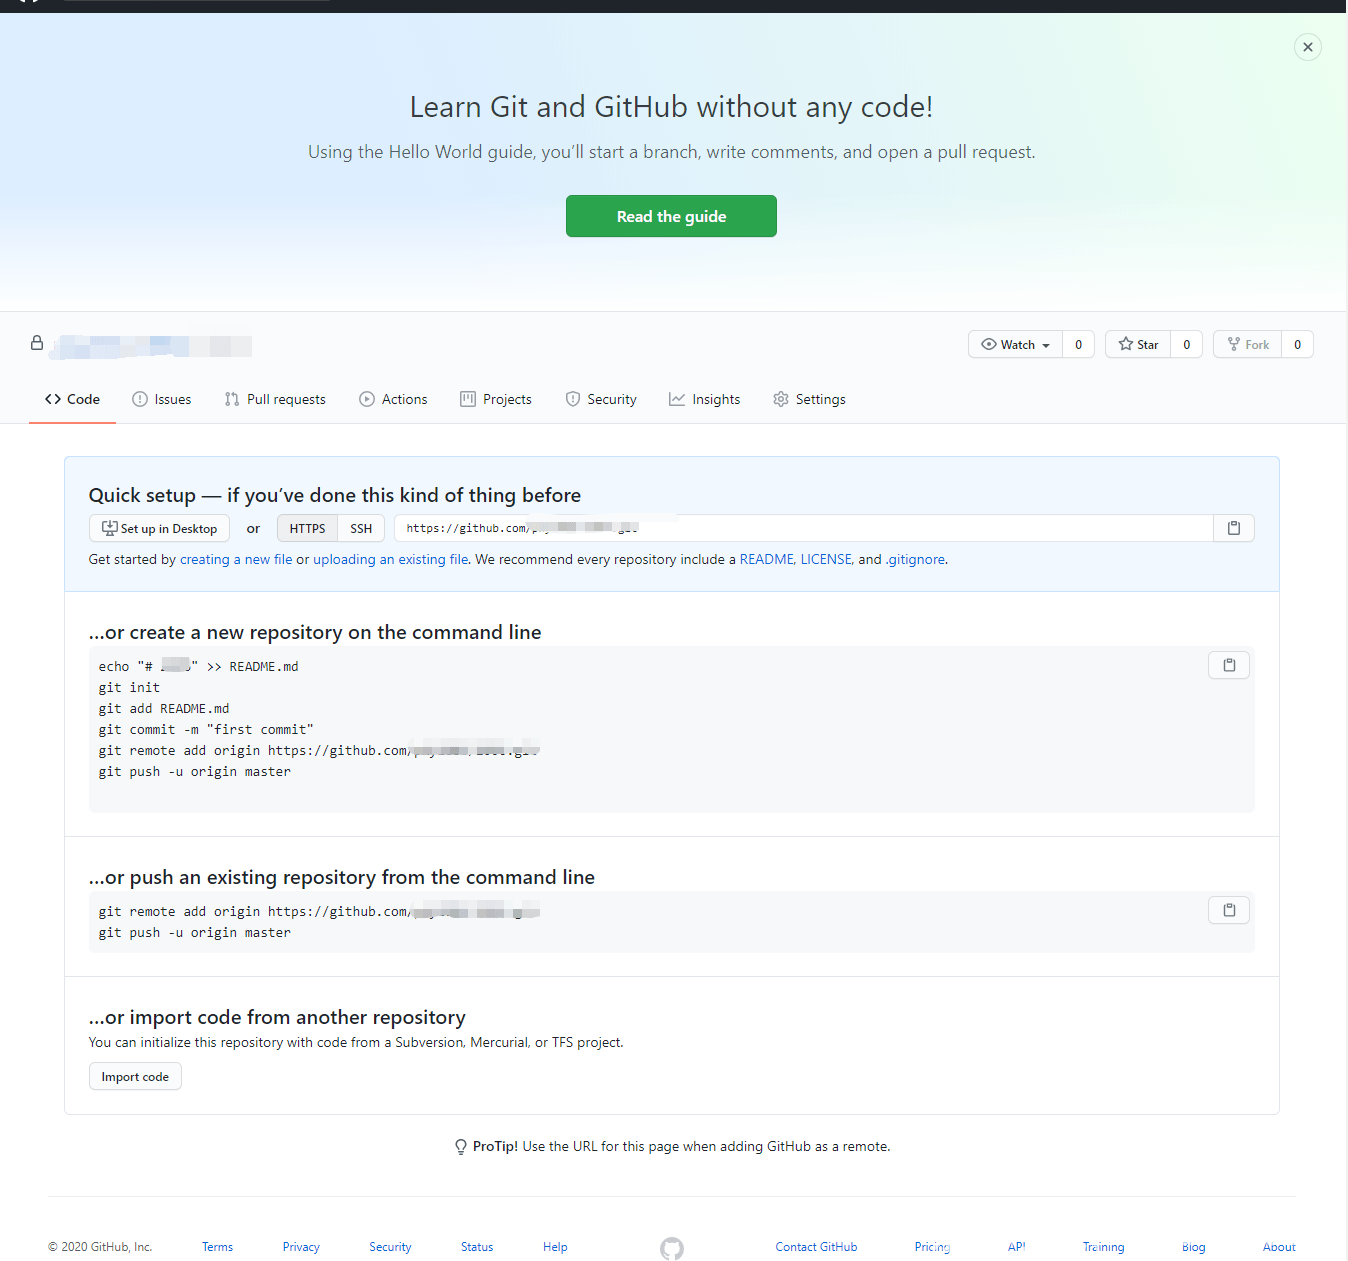 Learn Git and GitHub without any code!
Using the Hello World guide, you’ll start a branch, write comments, and open a pull request.
Read the guide
Watch 0 Star 0 Fork 0
Code Issues Pull requests Actions Projects Security Insights Settings
Quick setup — if you’ve done this kind of thing before
Set up in Desktop or HTTPS SSH https://github.com/
Get started by creating a new file or uploading an existing file. We recommend every repository include a README, LICENSE, and .gitignore.
…or create a new repository on the command line
echo "# " >> README.md
git init
git add README.md
git commit -m "first commit"
git remote add origin https://github.com/
git push -u origin master
…or push an existing repository from the command line
git remote add origin https://github.com/
git push -u origin master
…or import code from another repository
You can initialize this repository with code from a Subversion, Mercurial, or TFS project.
Import code
ProTip! Use the URL for this page when adding GitHub as a remote.
© 2020 GitHub, Inc. Terms Privacy Security Status Help Contact GitHub Pricing API Training Blog About